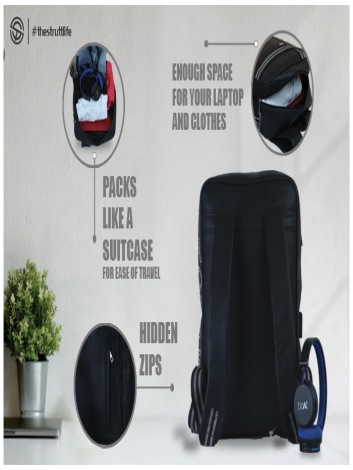 #thestruttlife
ENOUGH SPACE
FOR YOUR LAPTOP
AND CLOTHES
PACKS
LIKE A
SUITCASE
FOR EASE OF TRAVEL
HIDDEN
ZIPS
boAt